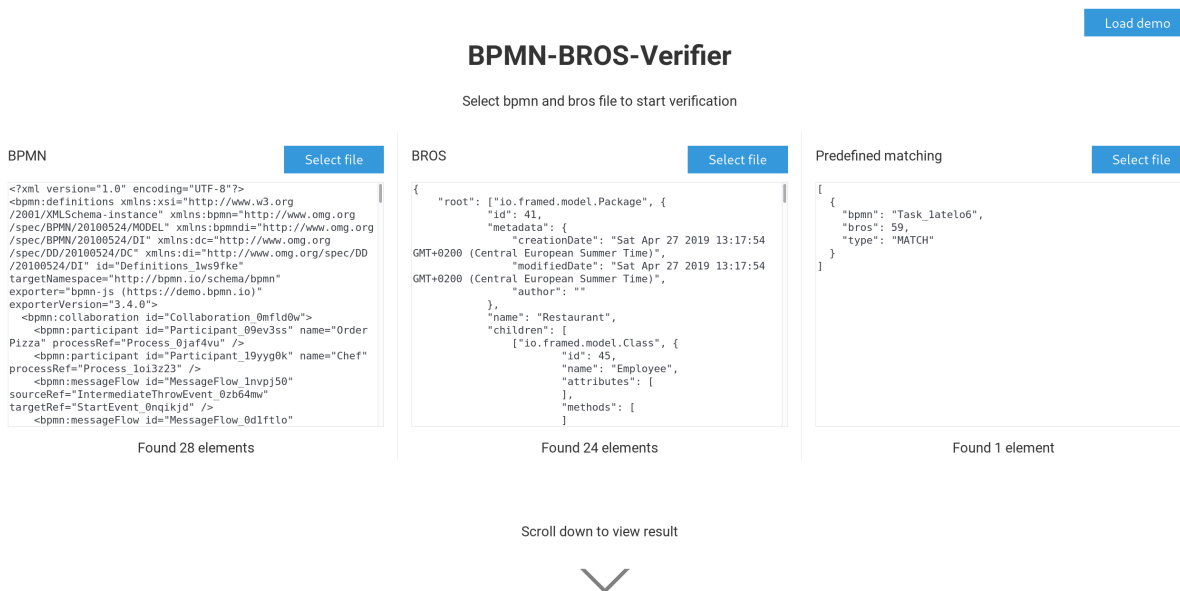 Load demo
BPMN-BROS-Verifier
Select bpmn and bros file to start verification
BPMN
Select file
<?xml version="1.0" encoding="UTF-8"?>
<bpmn:definitions xmlns:xsi="http://www.w3.org
/2001/XMLSchema-instance" xmlns:bpmn="http://www.omg.org
/spec/BPMN/20100524/MODEL" xmlns:bpmndi="http://www.omg.org
/spec/BPMN/20100524/DI" xmlns:dc="http://www.omg.org
/spec/DD/20100524/DC" xmlns:di="http://www.omg.org/spec/DD
/20100524/DI" id="Definitions_1ws9fke"
targetNamespace="http://bpmn.io/schema/bpmn"
exporter="bpmn-js (https://demo.bpmn.io)"
exporterVersion="3.4.0">
  <bpmn:collaboration id="Collaboration_0mfld0w">
    <bpmn:participant id="Participant_09ev3ss" name="Order
Pizza" processRef="Process_0jaf4vu" />
    <bpmn:participant id="Participant_19yyg0k" name="Chef"
processRef="Process_1oi3z23" />
    <bpmn:messageFlow id="MessageFlow_1nvpj50"
sourceRef="IntermediateThrowEvent_0zb64mw"
targetRef="StartEvent_0nqikjd" />
    <bpmn:messageFlow id="MessageFlow_0d1ftlo"
Found 28 elements
BROS
Select file
{
    "root": ["io.framed.model.Package", {
            "id": 41,
            "metadata": {
                "creationDate": "Sat Apr 27 2019 13:17:54
GMT+0200 (Central European Summer Time)",
                "modifiedDate": "Sat Apr 27 2019 13:17:54
GMT+0200 (Central European Summer Time)",
                "author": ""
            },
            "name": "Restaurant",
            "children": [
                ["io.framed.model.Class", {
                        "id": 45,
                        "name": "Employee",
                        "attributes": [
                        ],
                        "methods": [
                        ]
Found 24 elements
Predefined matching
Select file
[
  {
    "bpmn": "Task_1atelo6",
    "bros": 59,
    "type": "MATCH"
  }
]
Found 1 element
Scroll down to view result